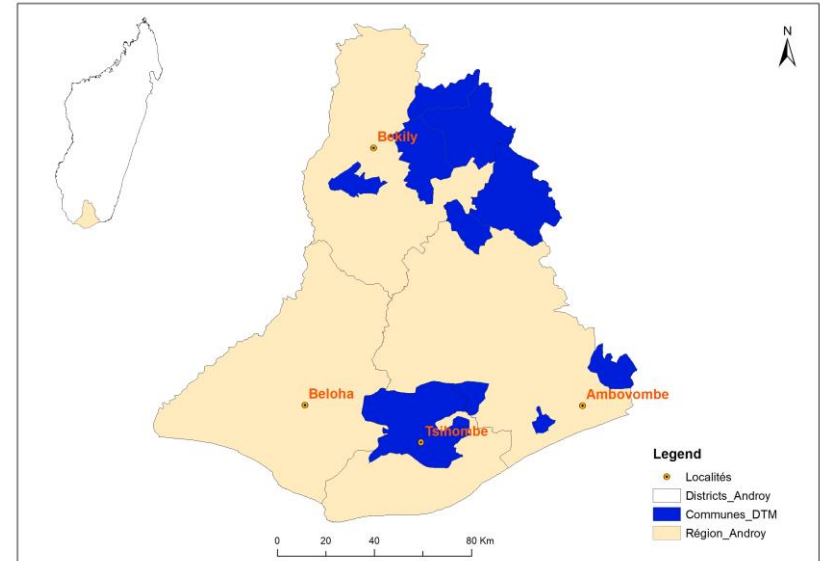 N
Bekily
Beloha
Ambovombe
Tsihombe
Legend
Localités
Districts_Androy
Communes_DTM
Région_Androy
0 20 40 80 Km